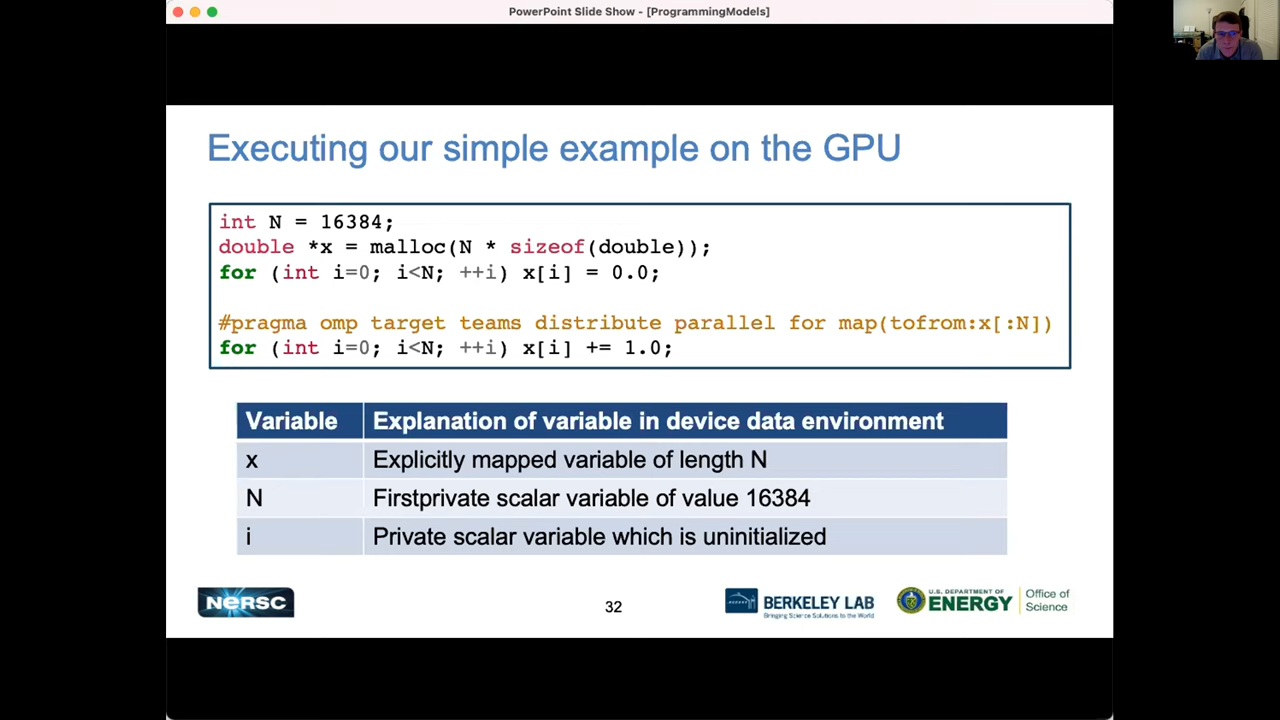 PowerPoint Slide Show - [ProgrammingModels]
Executing our simple example on the GPU
int N = 16384;
double *x = malloc(N * sizeof(double));
for (int i=0; i<N; ++i) x[i] = 0.0;
#pragma omp target teams distribute parallel for map(tofrom:x[:N])
for (int i=0; i<N; ++i) x[i] += 1.0;
Variable Explanation of variable in device data environment
x Explicitly mapped variable of length N
N Firstprivate scalar variable of value 16384
i Private scalar variable which is uninitialized
NERSC
32
BERKELEY LAB
Bringing Science Solutions to the World
U.S. DEPARTMENT OF
ENERGY
Office of
Science